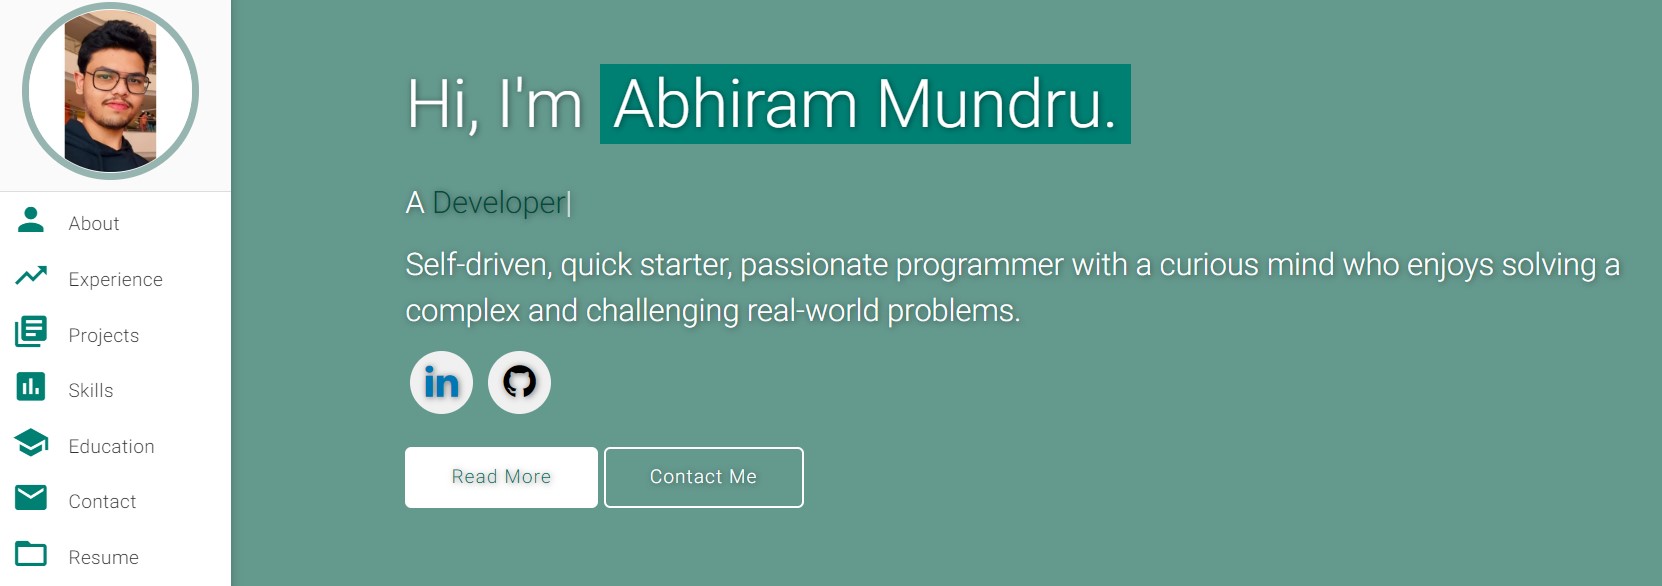 About
Experience
Projects
Skills
Education
Contact
Resume
Hi, I'm Abhiram Mundru.
A Developer|
Self-driven, quick starter, passionate programmer with a curious mind who enjoys solving a
complex and challenging real-world problems.
in
Read More
Contact Me